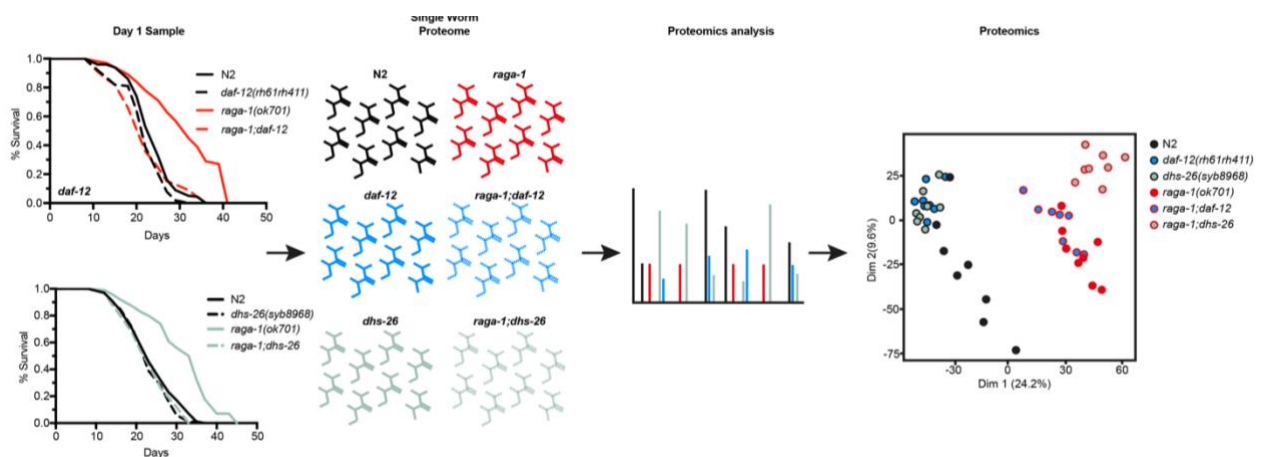 Day 1 Sample
Single Worm
Proteome
Proteomics analysis
Proteomics
% Survival
1.0
0.8
0.6
0.4
0.2
0.0
0
10
20
30
40
50
Days
daf-12
N2
daf-12(rh61rh411)
raga-1(ok701)
raga-1;daf-12
% Survival
1.0
0.8
0.6
0.4
0.2
0.0
0
10
20
30
40
50
Days
N2
dhs-26(syb8968)
raga-1(ok701)
raga-1;dhs-26
N2
raga-1
daf-12
raga-1;daf-12
dhs-26
raga-1;dhs-26
Dim 2(9.6%)
25
0
-25
-50
-75
-30
0
30
60
Dim 1 (24.2%)
N2
daf-12(rh61rh411)
dhs-26(syb8968)
raga-1(ok701)
raga-1;daf-12
raga-1;dhs-26